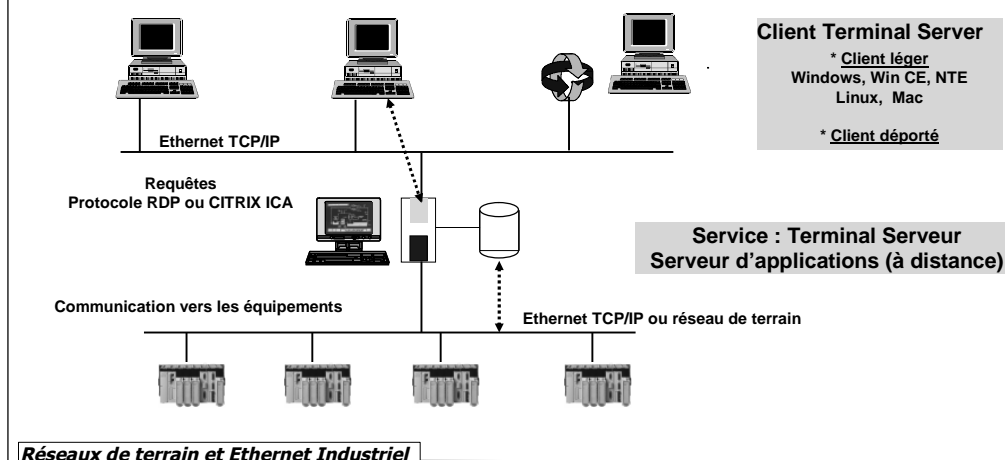 Client Terminal Server
* Client léger
Windows, Win CE, NTE
Linux, Mac
* Client déporté
Ethernet TCP/IP
Requêtes
Protocole RDP ou CITRIX ICA
Service : Terminal Serveur
Serveur d'applications (à distance)
Communication vers les équipements
Ethernet TCP/IP ou réseau de terrain
Réseaux de terrain et Ethernet Industriel